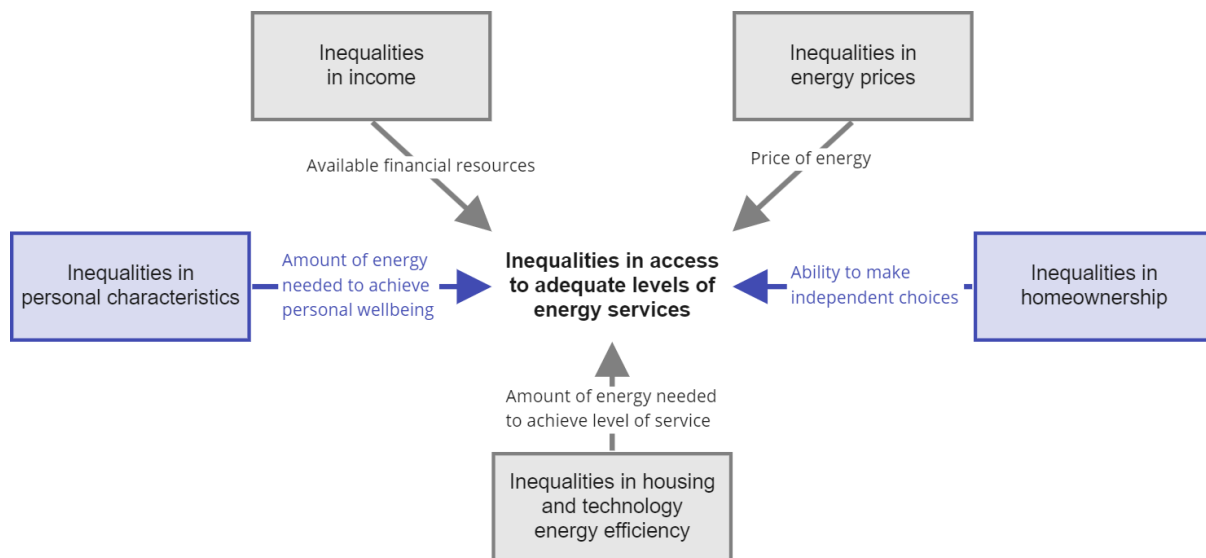 Inequalities
in income
Inequalities in
energy prices
Available financial resources
Price of energy
Inequalities in
personal characteristics
Amount of energy
needed to achieve
personal wellbeing
Inequalities in access
to adequate levels of
energy services
Ability to make
independent choices
Inequalities in
homeownership
Amount of energy needed
to achieve level of service
Inequalities in housing
and technology
energy efficiency